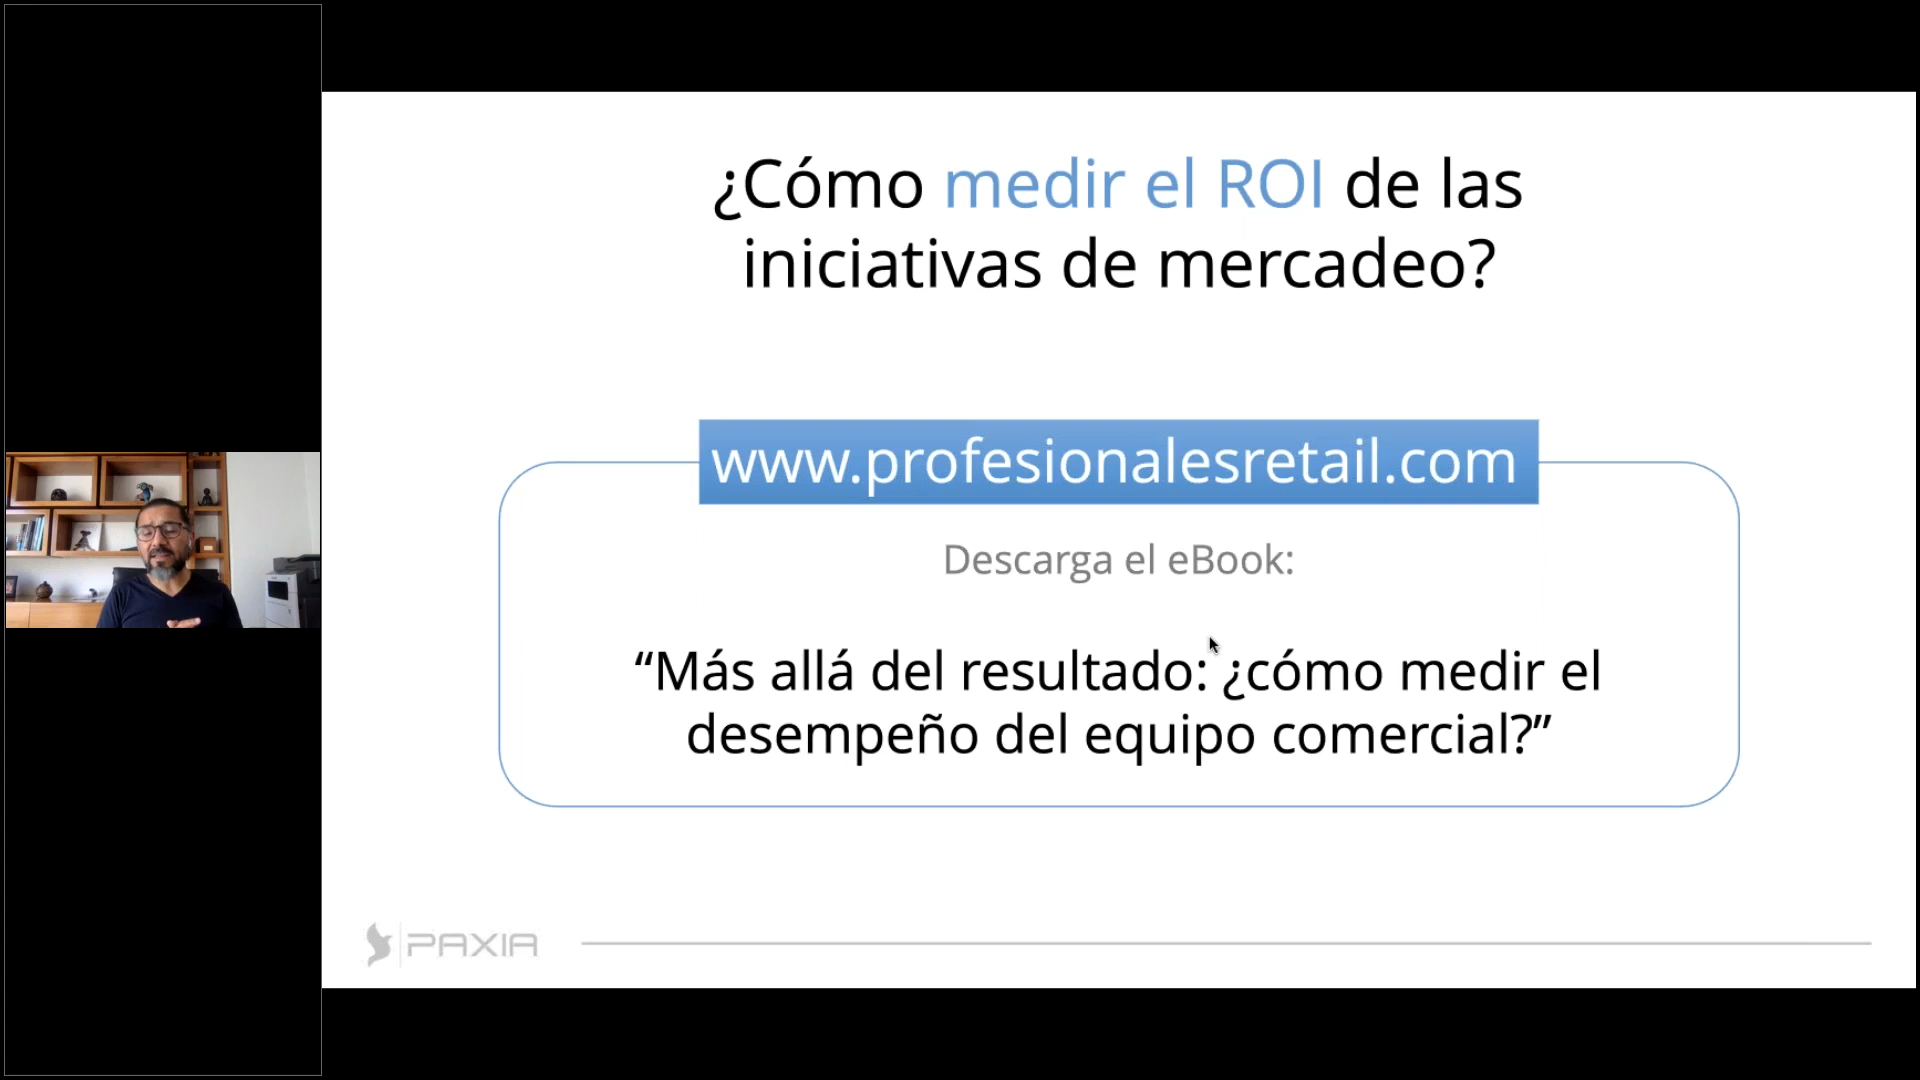 ¿Cómo medir el ROI de las
iniciativas de mercadeo?
www.profesionalesretail.com
Descarga el eBook:
“Más allá del resultado: ¿cómo medir el
desempeño del equipo comercial?”
PAXIA